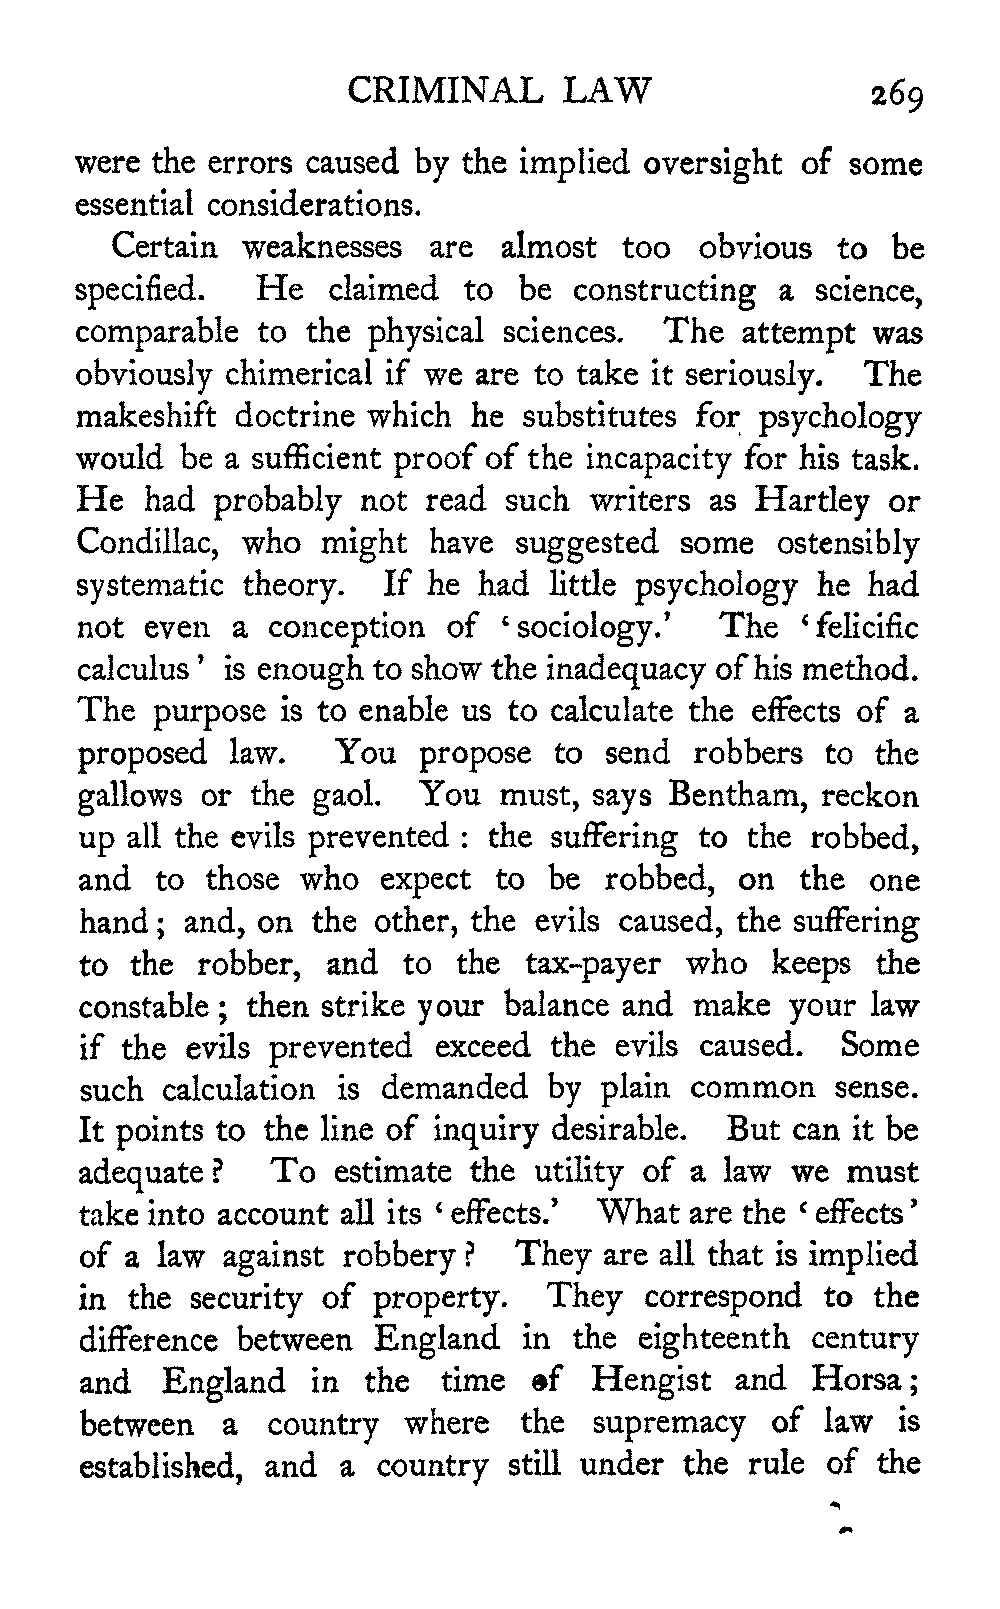 CRIMINAL LAW 269
were the errors caused by the implied oversight of some
essential considerations.
Certain weaknesses are almost too obvious to be
specified. He claimed to be constructing a science,
comparable to the physical sciences. The attempt was
obviously chimerical if we are to take it seriously. The
makeshift doctrine which he substitutes for psychology
would be a sufficient proof of the incapacity for his task.
He had probably not read such writers as Hartley or
Condillac, who might have suggested some ostensibly
systematic theory. If he had little psychology he had
not even a conception of ‘sociology.’ The ‘felicific
calculus’ is enough to show the inadequacy of his method.
The purpose is to enable us to calculate the effects of a
proposed law. You propose to send robbers to the
gallows or the gaol. You must, says Bentham, reckon
up all the evils prevented : the suffering to the robbed,
and to those who expect to be robbed, on the one
hand ; and, on the other, the evils caused, the suffering
to the robber, and to the tax-payer who keeps the
constable ; then strike your balance and make your law
if the evils prevented exceed the evils caused. Some
such calculation is demanded by plain common sense.
It points to the line of inquiry desirable. But can it be
adequate ? To estimate the utility of a law we must
take into account all its ‘effects.’ What are the ‘effects’
of a law against robbery ? They are all that is implied
in the security of property. They correspond to the
difference between England in the eighteenth century
and England in the time of Hengist and Horsa ;
between a country where the supremacy of law is
established, and a country still under the rule of the